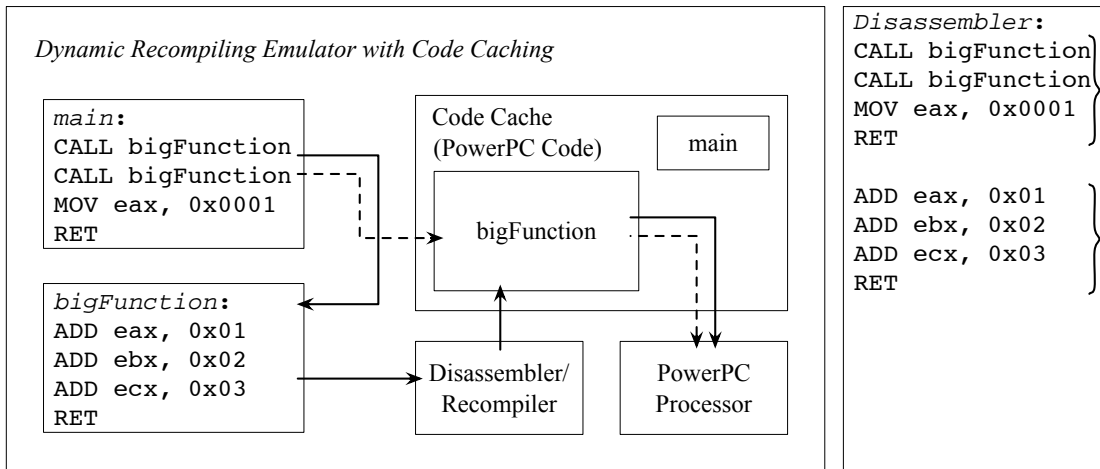 Dynamic Recompiling Emulator with Code Caching
main:
CALL bigFunction
CALL bigFunction
MOV eax, 0x0001
RET
bigFunction:
ADD eax, 0x01
ADD ebx, 0x02
ADD ecx, 0x03
RET
Code Cache
(PowerPC Code)
main
bigFunction
Disassembler/
Recompiler
PowerPC
Processor
Disassembler:
CALL bigFunction
CALL bigFunction
MOV eax, 0x0001
RET
ADD eax, 0x01
ADD ebx, 0x02
ADD ecx, 0x03
RET